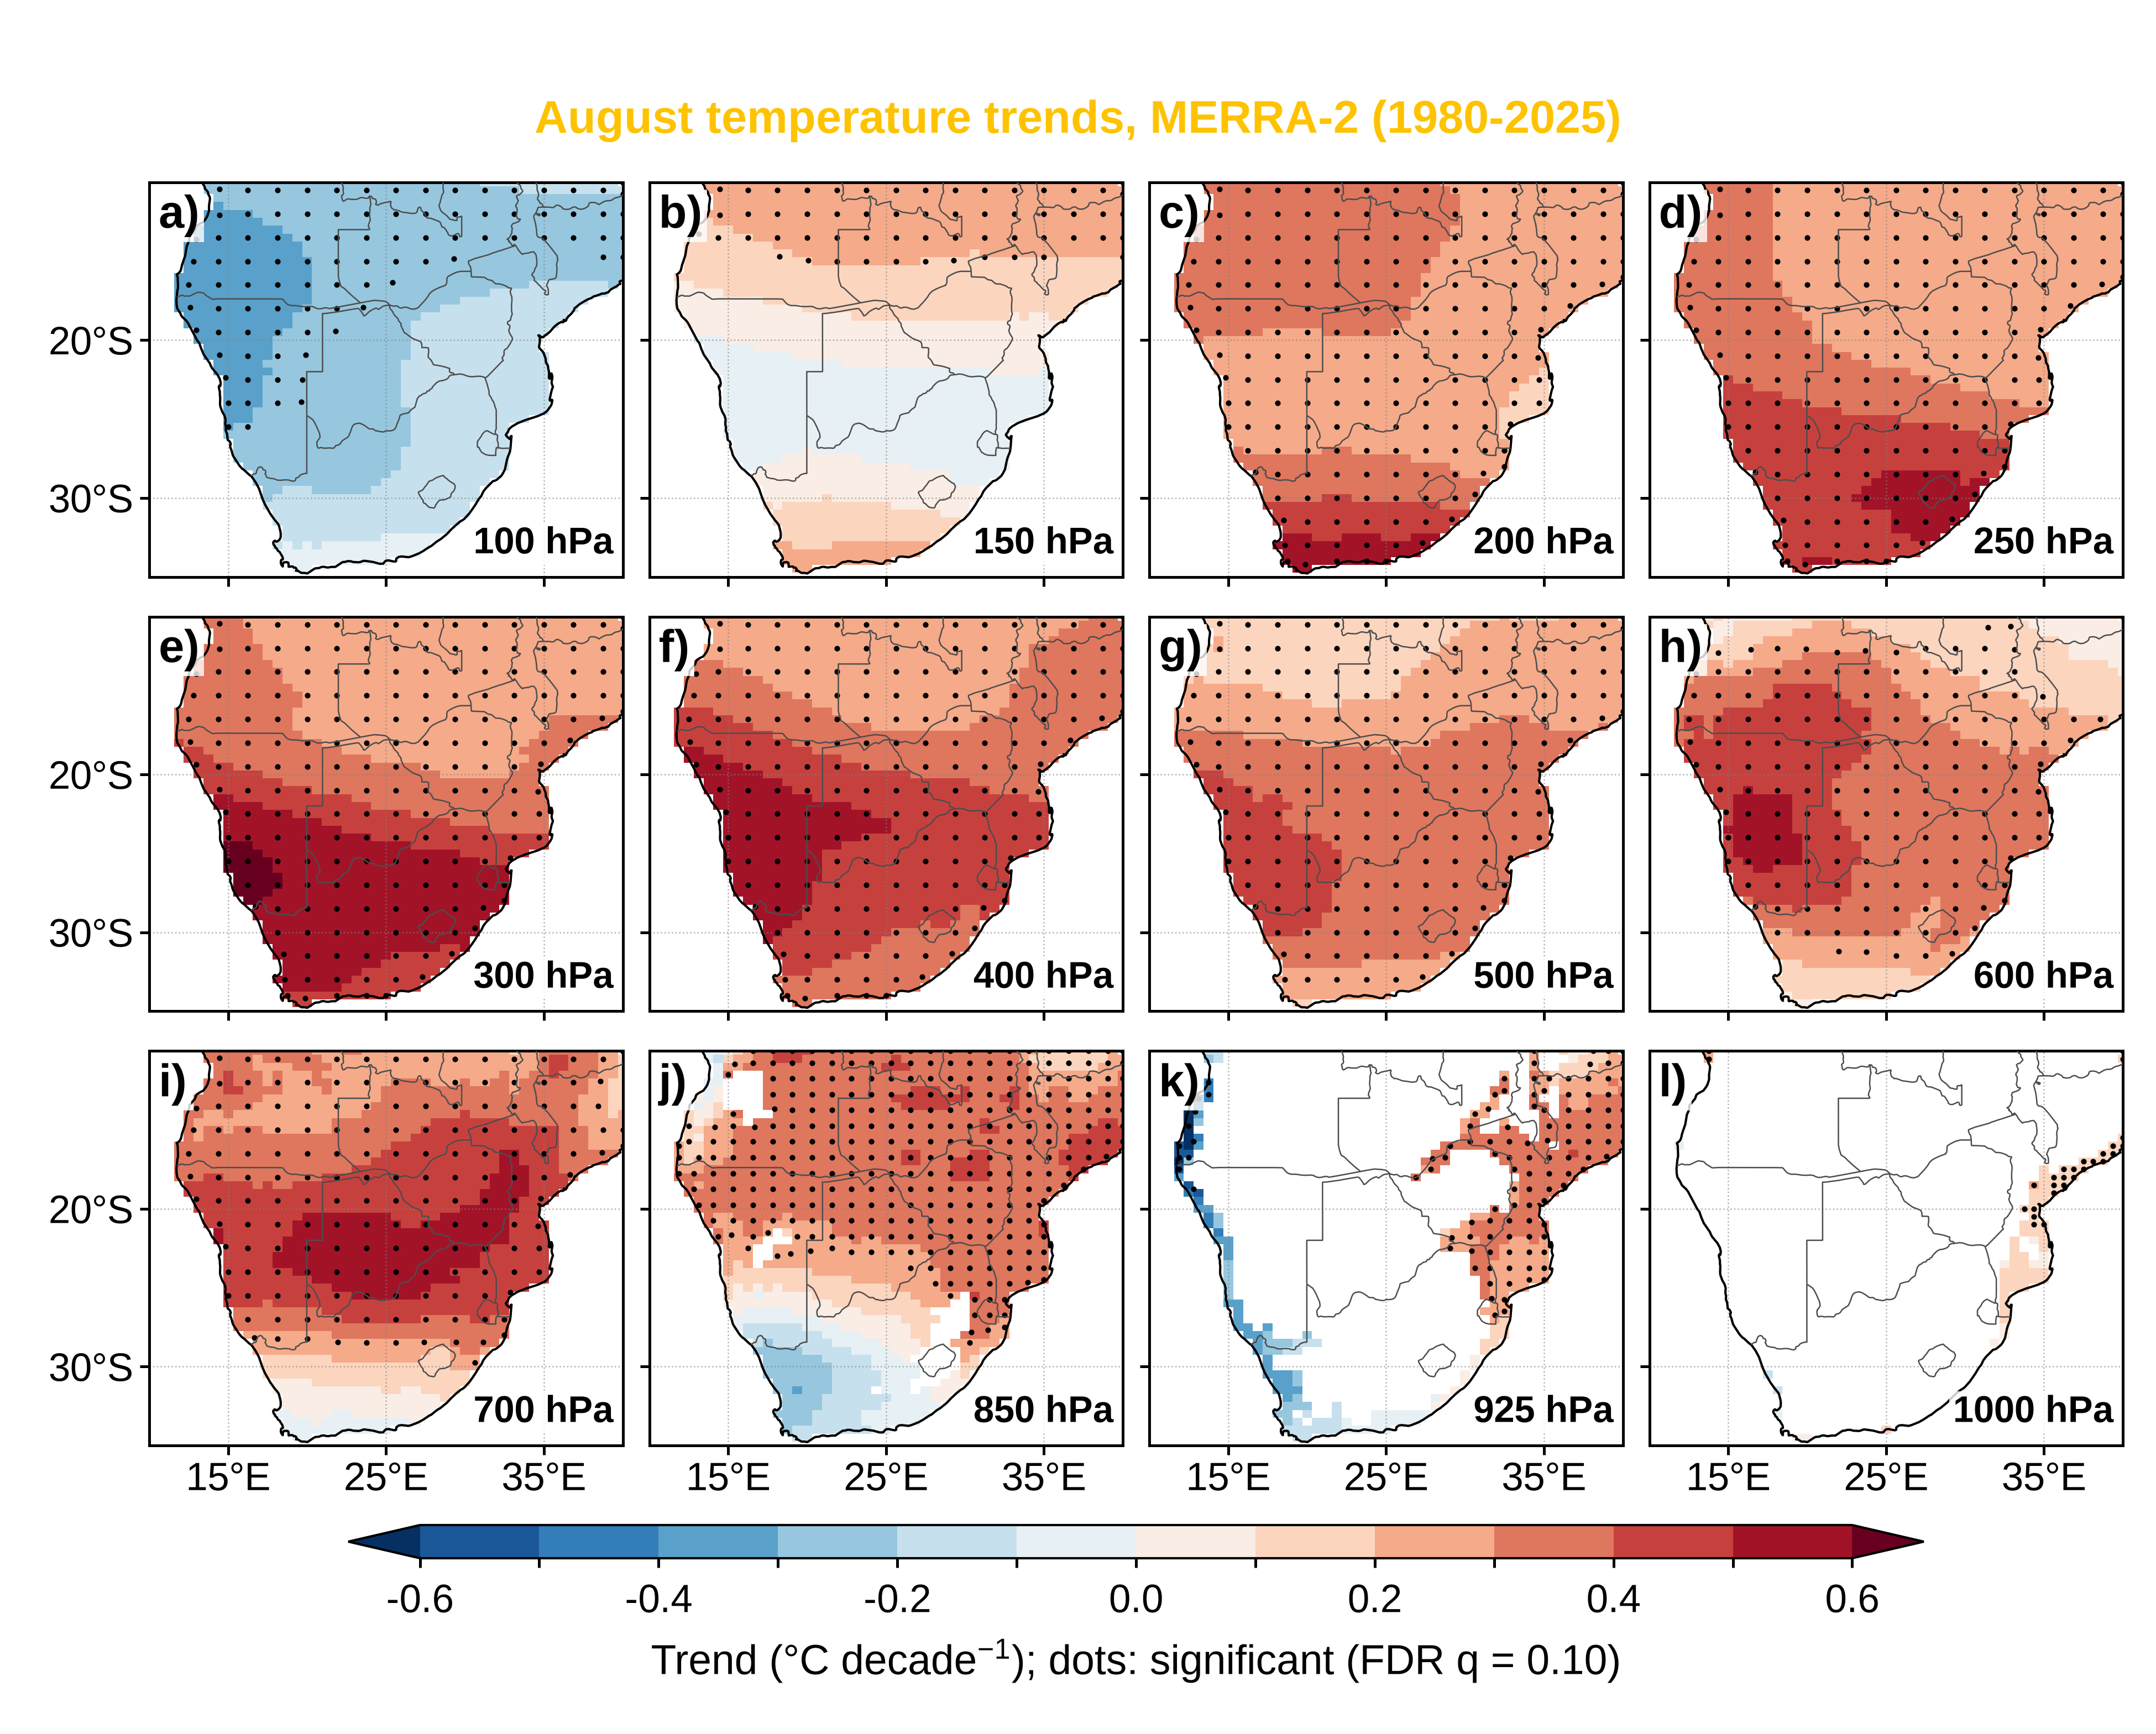 August temperature trends, MERRA-2 (1980-2025)
a) 100 hPa
b) 150 hPa
c) 200 hPa
d) 250 hPa
20°S
30°S
e) 300 hPa
f) 400 hPa
g) 500 hPa
h) 600 hPa
20°S
30°S
i) 700 hPa
j) 850 hPa
k) 925 hPa
l) 1000 hPa
20°S
30°S
15°E 25°E 35°E 15°E 25°E 35°E 15°E 25°E 35°E 15°E 25°E 35°E
-0.6 -0.4 -0.2 0.0 0.2 0.4 0.6
Trend (°C decade⁻¹); dots: significant (FDR q = 0.10)